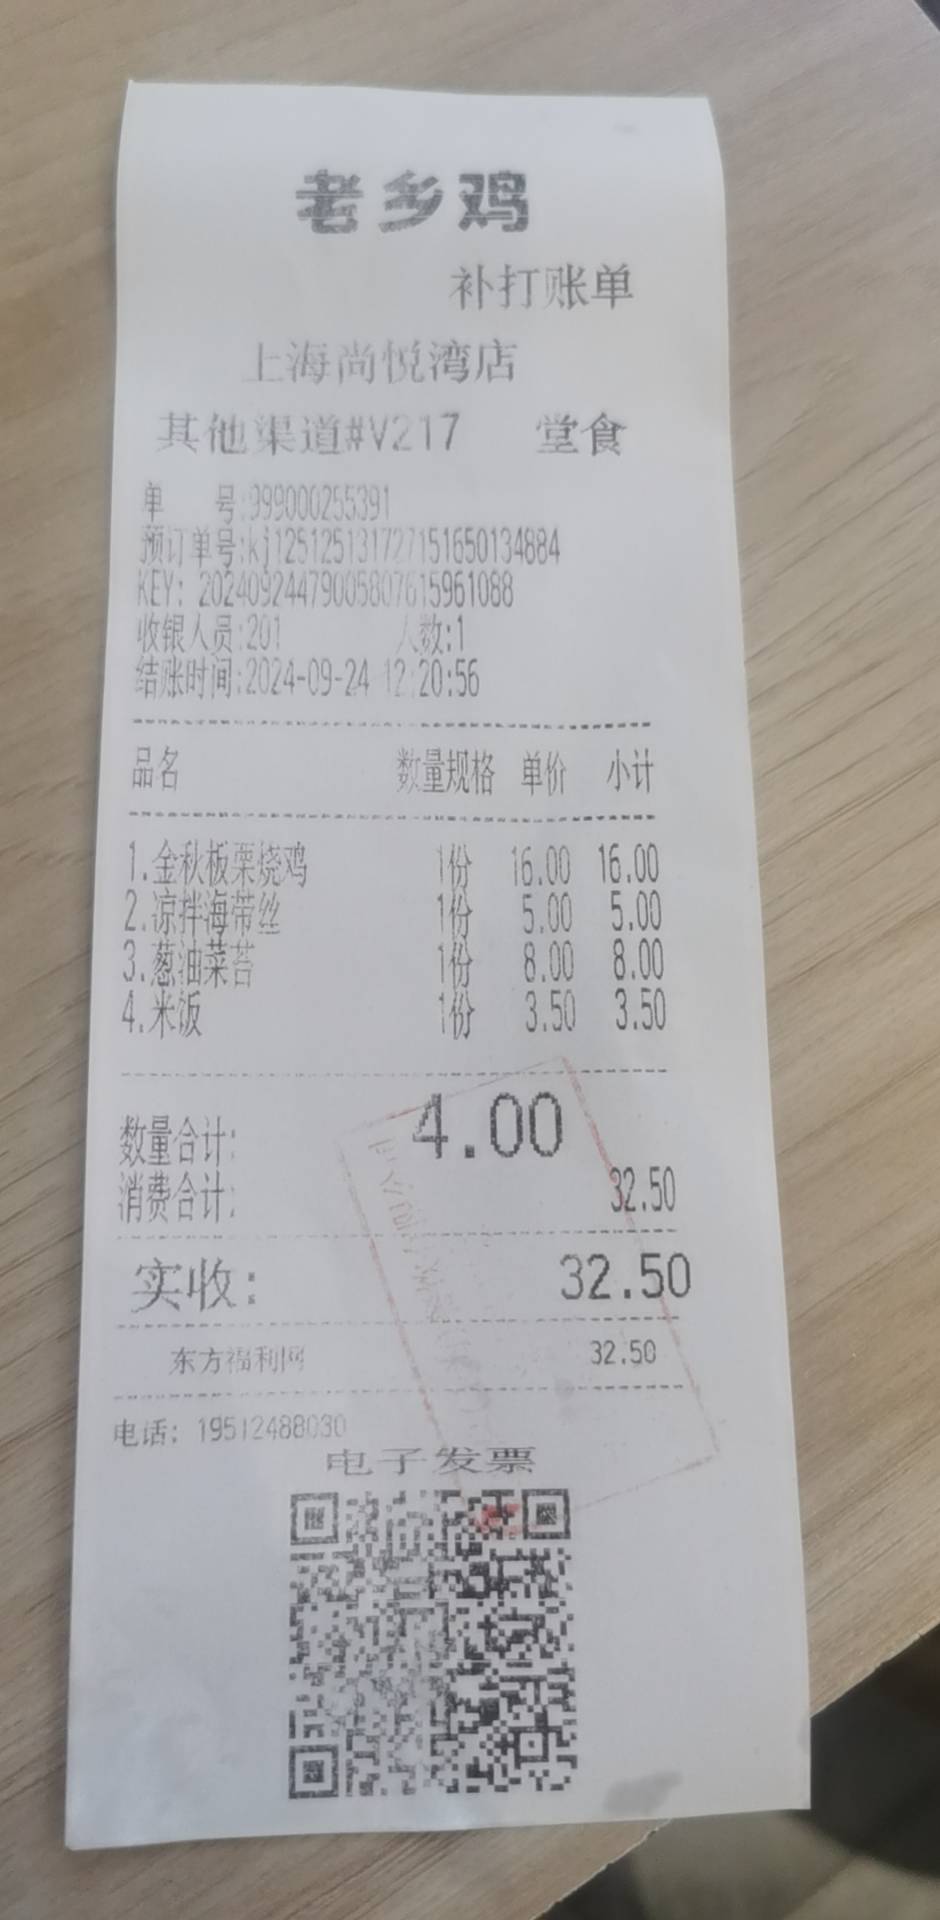 老乡鸡
补打账单
上海尚悦湾店
其他渠道#V217 堂食
单 号:999000255391
预订单号:kj1251251317271516501348​84
KEY: 20240924479005807615961088
收银人员:201 人数:1
结账时间:2024-09-24 12:20:56
品名 数量规格 单价 小计
1.金秋板栗烧鸡 1份 16.00 16.00
2.凉拌海带丝 1份 5.00 5.00
3.葱油菜苔 1份 8.00 8.00
4.米饭 1份 3.50 3.50
数量合计: 4.00
消费合计: 32.50
实收: 32.50
东方福利网 32.50
电话: 19512488030
电子发票